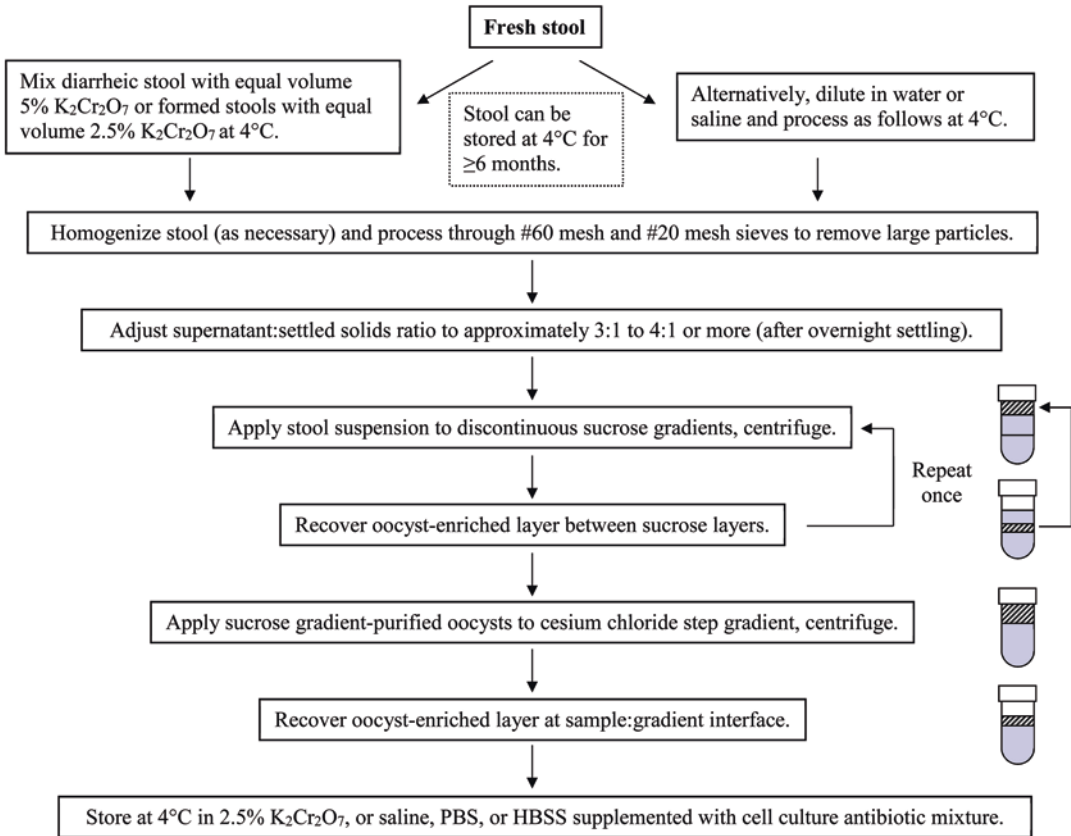 Fresh stool
Mix diarrheic stool with equal volume
5% K₂Cr₂O₇ or formed stools with equal
volume 2.5% K₂Cr₂O₇ at 4°C.
Stool can be
stored at 4°C for
≥6 months.
Alternatively, dilute in water or
saline and process as follows at 4°C.
Homogenize stool (as necessary) and process through #60 mesh and #20 mesh sieves to remove large particles.
Adjust supernatant:settled solids ratio to approximately 3:1 to 4:1 or more (after overnight settling).
Apply stool suspension to discontinuous sucrose gradients, centrifuge.
Repeat
once
Recover oocyst-enriched layer between sucrose layers.
Apply sucrose gradient-purified oocysts to cesium chloride step gradient, centrifuge.
Recover oocyst-enriched layer at sample:gradient interface.
Store at 4°C in 2.5% K₂Cr₂O₇, or saline, PBS, or HBSS supplemented with cell culture antibiotic mixture.